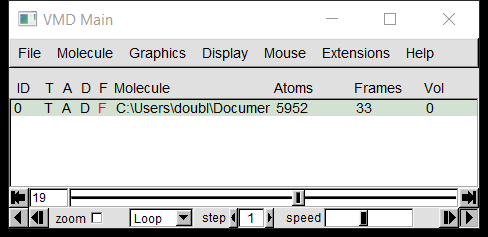 VMD Main
File Molecule Graphics Display Mouse Extensions Help
ID T A D F Molecule Atoms Frames Vol
0 T A D F C:\Users\doubl\Documer 5952 33 0
19
zoom Loop step 1 speed